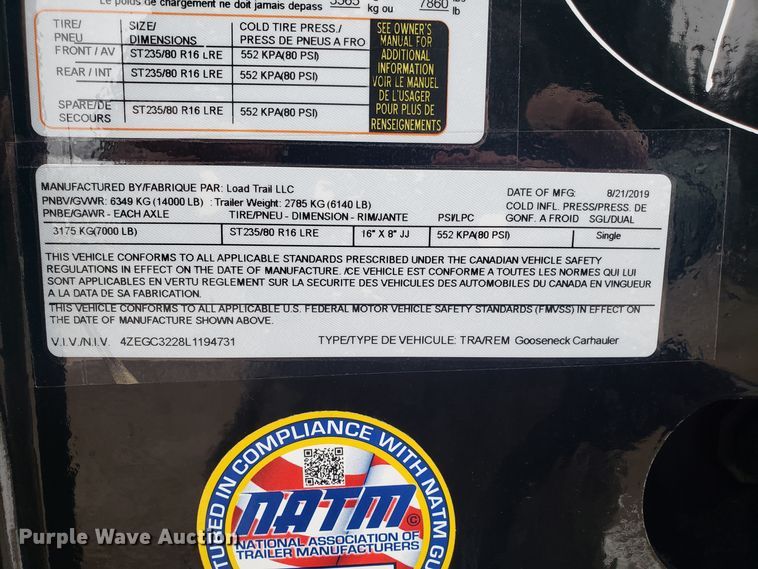 Le poids de chargement ne doit jamais depass 3565 kg ou 7860 lb
TIRE/ PNEU SIZE/ DIMENSIONS COLD TIRE PRESS./ PRESS DE PNEUS A FRO
FRONT / AV ST235/80 R16 LRE 552 KPA(80 PSI)
REAR / INT ST235/80 R16 LRE 552 KPA(80 PSI)
SPARE/DE SECOURS ST235/80 R16 LRE 552 KPA(80 PSI)
SEE OWNER'S
MANUAL FOR
ADDITIONAL
INFORMATION
VOIR LE MANUEL
DE L'USAGER
POUR PLUS DE
RENSEIGNEMENTS
MANUFACTURED BY/FABRIQUE PAR: Load Trail LLC DATE OF MFG: 8/21/2019
PNBV/GVWR: 6349 KG (14000 LB) : Trailer Weight: 2785 KG (6140 LB) COLD INFL. PRESS/PRESS. DE
PNBE/GAWR - EACH AXLE TIRE/PNEU - DIMENSION - RIM/JANTE PSI/LPC GONF. A FROID SGL/DUAL
3175 KG(7000 LB) ST235/80 R16 LRE 16" X 8" JJ 552 KPA(80 PSI) Single
THIS VEHICLE CONFORMS TO ALL APPLICABLE STANDARDS PRESCRIBED UNDER THE CANADIAN VEHICLE SAFETY
REGULATIONS IN EFFECT ON THE DATE OF MANUFACTURE. /CE VEHICLE EST CONFORME A TOUTES LES NORMES QUI LUI
SONT APPLICABLES EN VERTU REGLEMENT SUR LA SECURITE DES VEHICULES DES AUTOMOBILES DU CANADA EN VINGUEUR
A LA DATA DE SA FABRICATION.
THIS VEHICLE CONFORMS TO ALL APPLICABLE U.S. FEDERAL MOTOR VEHICLE SAFETY STANDARDS (FMVSS) IN EFFECT ON
THE DATE OF MANUFACTURE SHOWN ABOVE.
V.I.V./N.I.V. 4ZEGC3228L1194731 TYPE/TYPE DE VEHICULE: TRA/REM Gooseneck Carhauler
TURED IN COMPLIANCE WITH NATM GU
NATM ©
NATIONAL ASSOCIATION OF
TRAILER MANUFACTURERS
Purple Wave Auction